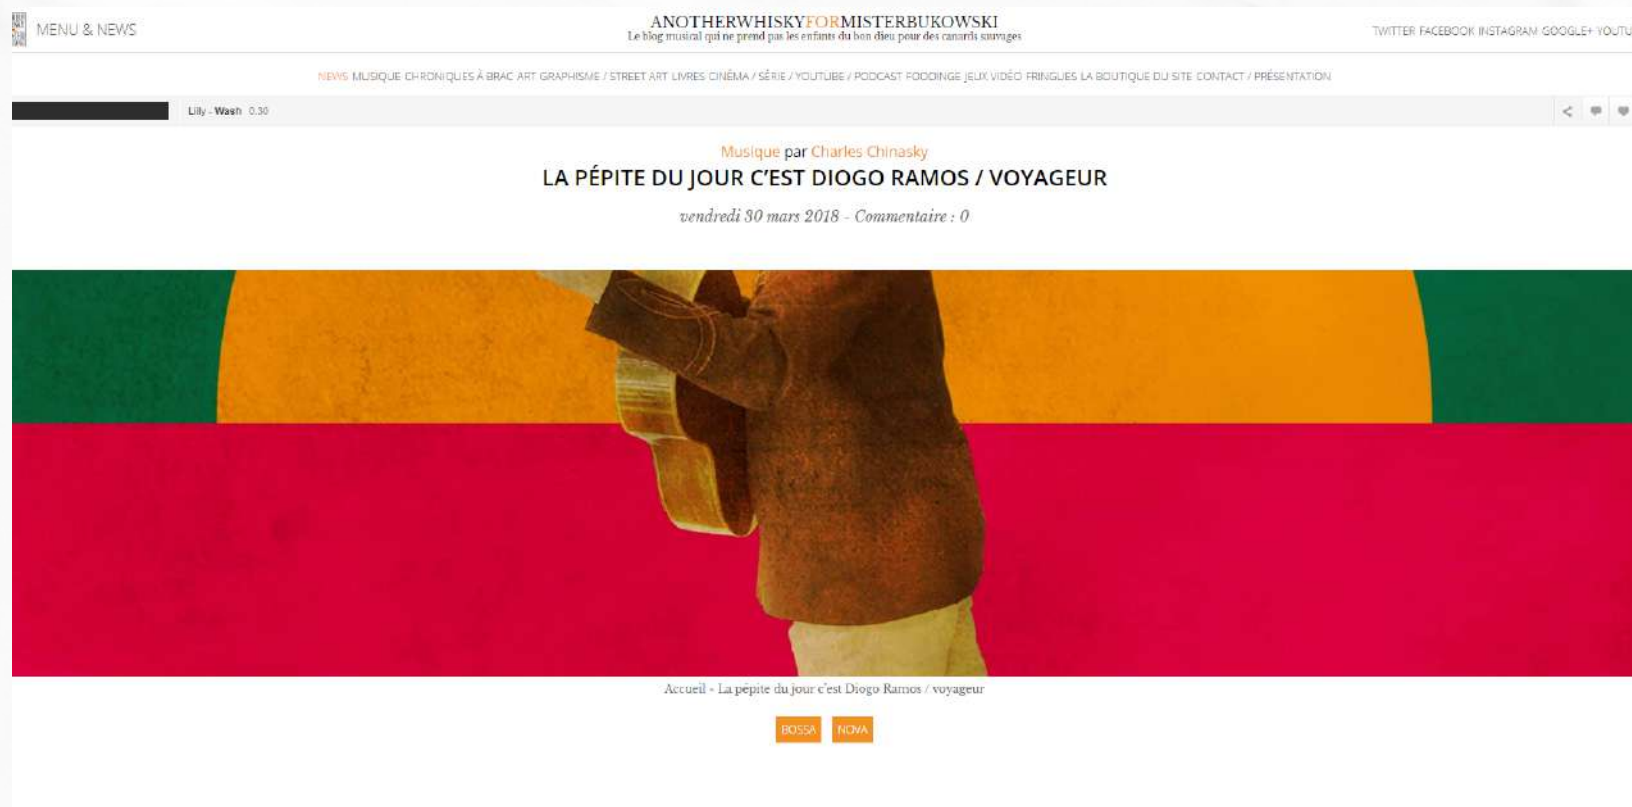 MENU & NEWS
ANOTHERWHISKYFORMISTERBUKOWSKI
Le blog musical qui ne prend pas les enfants du bon dieu pour des canards sauvages
TWITTER FACEBOOK INSTAGRAM GOOGLE+ YOUTU
NEWS MUSIQUE CHRONIQUES À BRAC ART GRAPHISME / STREET ART LIVRES CINÉMA / SÉRIE / YOUTUBE / PODCAST FOODINGE JEUX VIDÉO FRINGUES LA BOUTIQUE DU SITE CONTACT / PRÉSENTATION
Lilly - Wash 0.30
Musique par Charles Chinasky
LA PÉPITE DU JOUR C’EST DIOGO RAMOS / VOYAGEUR
vendredi 30 mars 2018 - Commentaire : 0
Accueil » La pépite du jour c’est Diogo Ramos / voyageur
BOSSA NOVA